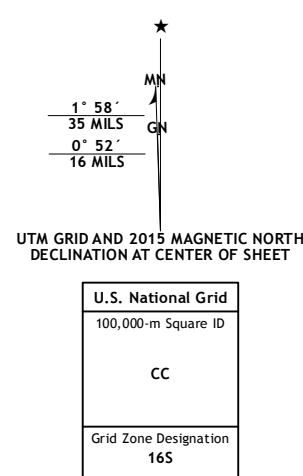 MN
1° 58´
35 MILS
GN
0° 52´
16 MILS
UTM GRID AND 2015 MAGNETIC NORTH
DECLINATION AT CENTER OF SHEET
U.S. National Grid
100,000-m Square ID
CC
Grid Zone Designation
16S